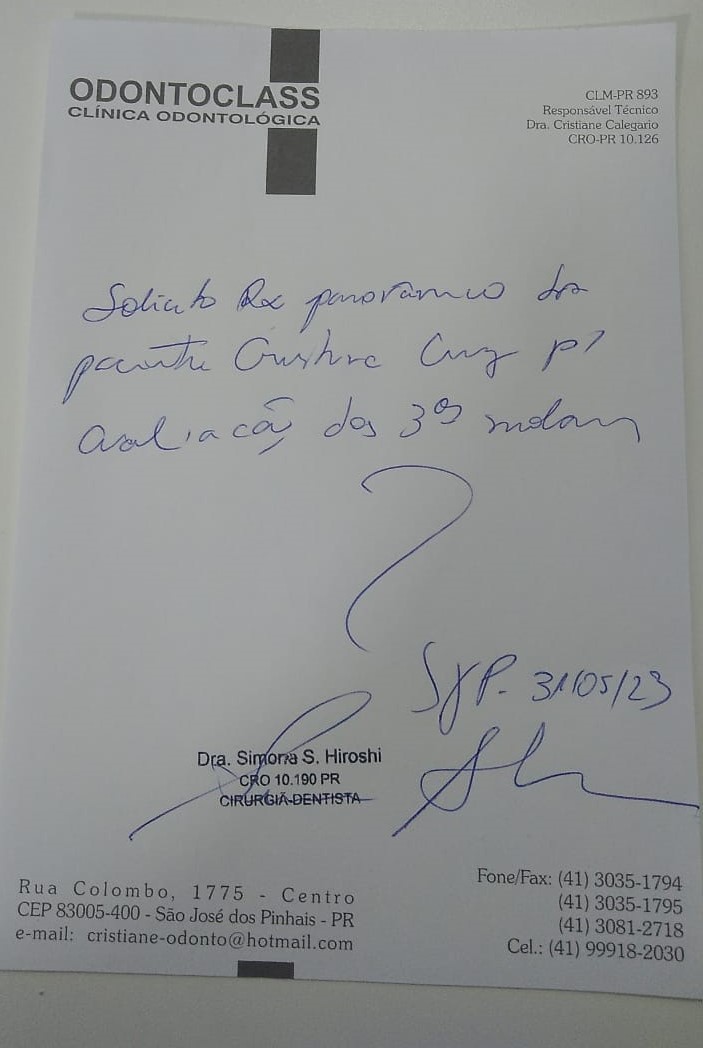 ODONTOCLASS
CLÍNICA ODONTOLÓGICA
CLM-PR 893
Responsável Técnico
Dra. Cristiane Calegario
CRO-PR 10.126
Solicito Rx panorâmico da
paciente Cruz p/
avaliação dos 3ºs molares
SJP. 31/05/23
Dra. Simona S. Hiroshi
CRO 10.190 PR
CIRURGIÃ-DENTISTA
Rua Colombo, 1775 - Centro
CEP 83005-400 - São José dos Pinhais - PR
e-mail: cristiane-odonto@hotmail.com
Fone/Fax: (41) 3035-1794
(41) 3035-1795
(41) 3081-2718
Cel.: (41) 99918-2030